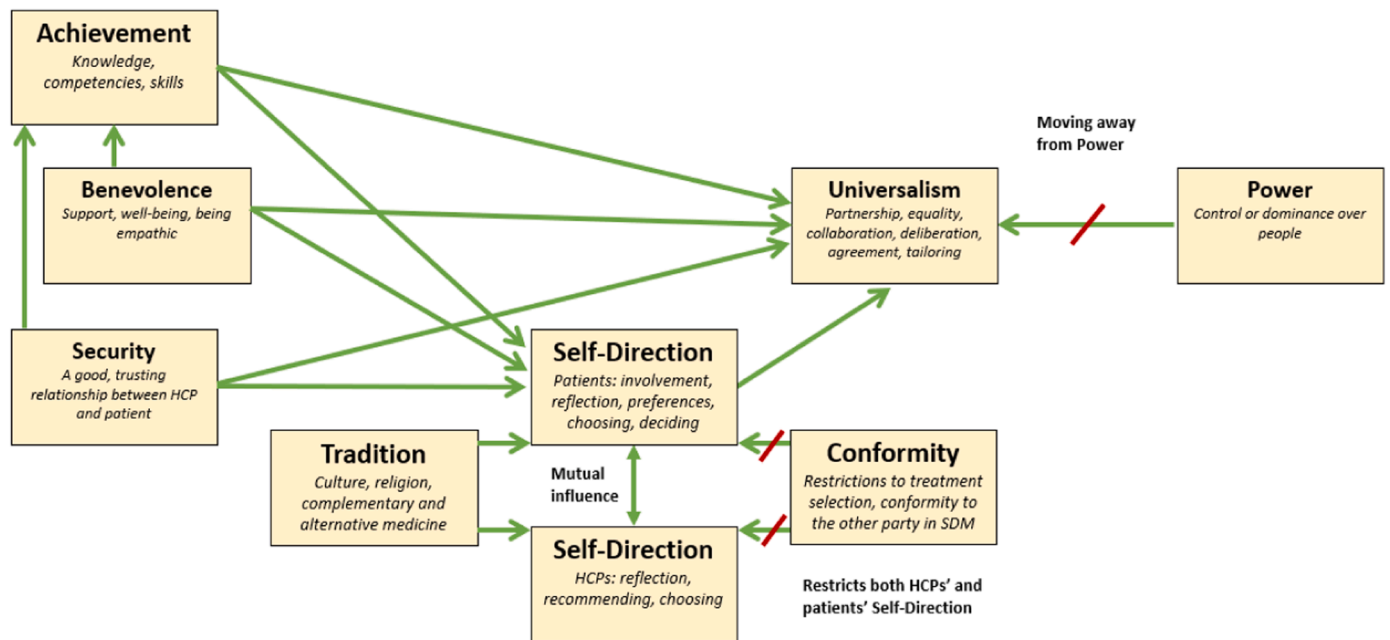 Achievement
Knowledge,
competencies, skills
Moving away
from Power
Benevolence
Support, well-being, being
empathic
Universalism
Partnership, equality,
collaboration, deliberation,
agreement, tailoring
Power
Control or dominance over
people
Security
A good, trusting
relationship between HCP
and patient
Self-Direction
Patients: involvement,
reflection, preferences,
choosing, deciding
Tradition
Culture, religion,
complementary and
alternative medicine
Mutual
influence
Conformity
Restrictions to treatment
selection, conformity to
the other party in SDM
Self-Direction
HCPs: reflection,
recommending, choosing
Restricts both HCPs’ and
patients’ Self-Direction